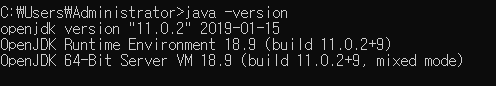 C:₩Users₩Administrator>java -version
openjdk version "11.0.2" 2019-01-15
OpenJDK Runtime Environment 18.9 (build 11.0.2+9)
OpenJDK 64-Bit Server VM 18.9 (build 11.0.2+9, mixed mode)